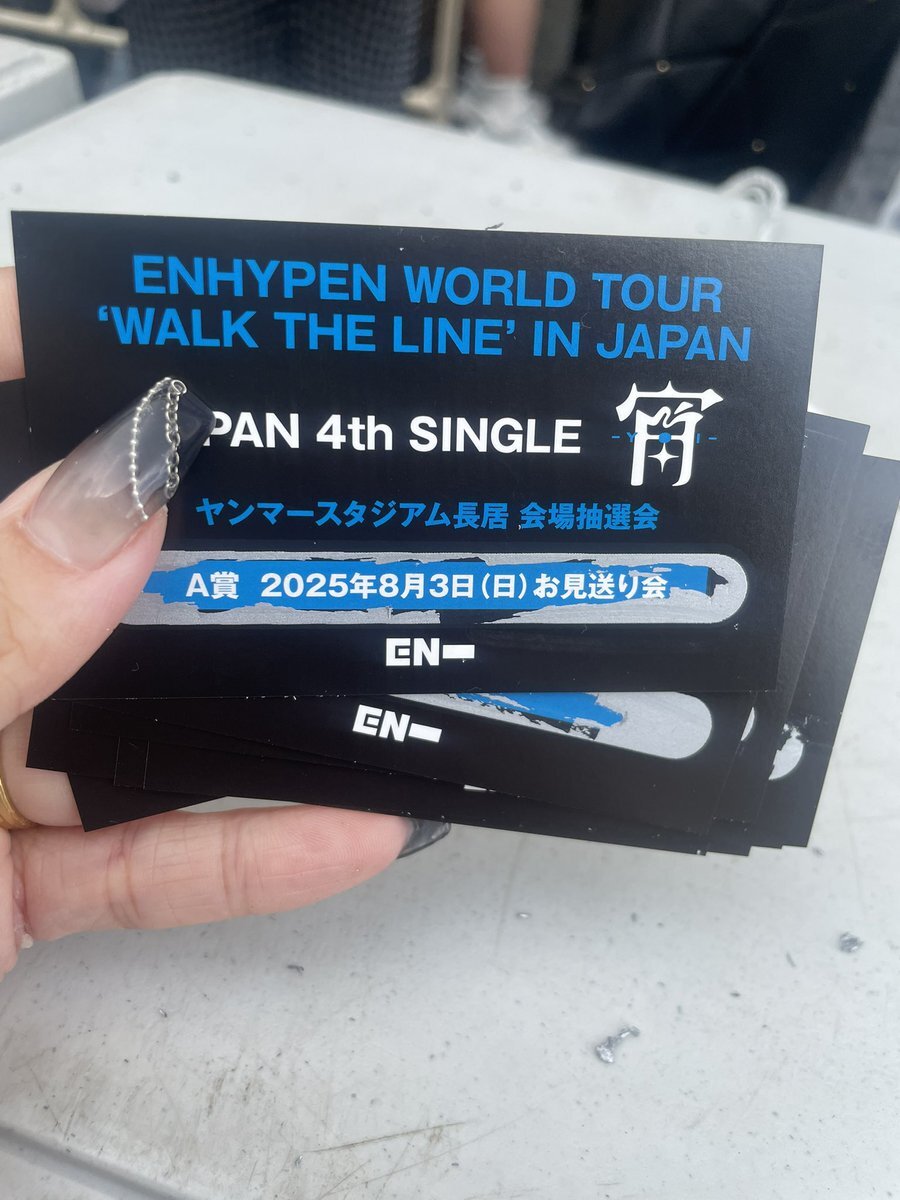 ENHYPEN WORLD TOUR
‘WALK THE LINE’ IN JAPAN
PAN 4th SINGLE 宵
-YOI-
ヤンマースタジアム長居 会場抽選会
A賞 2025年8月3日(日)お見送り会
EN-
EN-